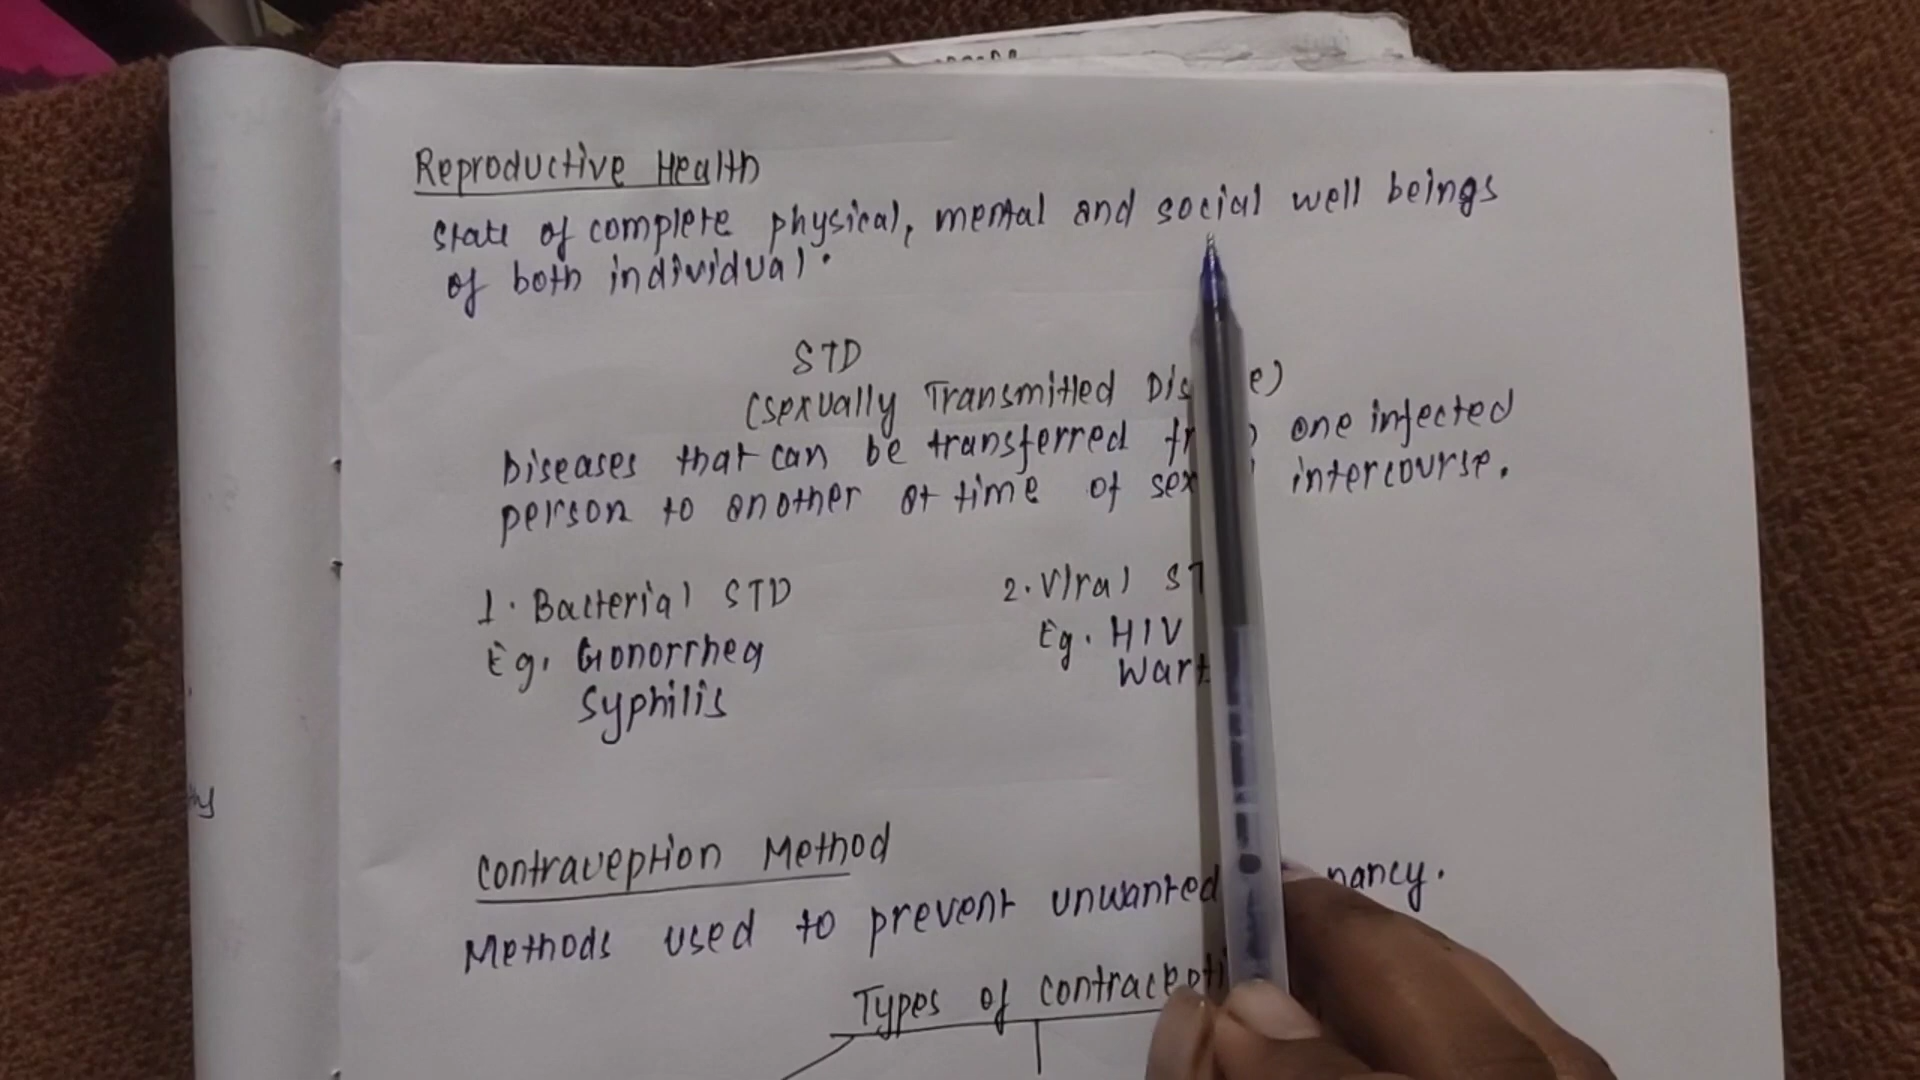 Reproductive Health
State of complete physical, mental and social well beings
of both individual.
STD
(Sexually Transmitted Dis e)
Diseases that can be transferred one infected
person to another at time of sex intercourse.
1. Bacterial STD
Eg. Gonorrhea
Syphilis
2. Viral ST
Eg. HIV
Wart
Contraception Method
Methods used to prevent unwanted nancy.
Types of contracepti